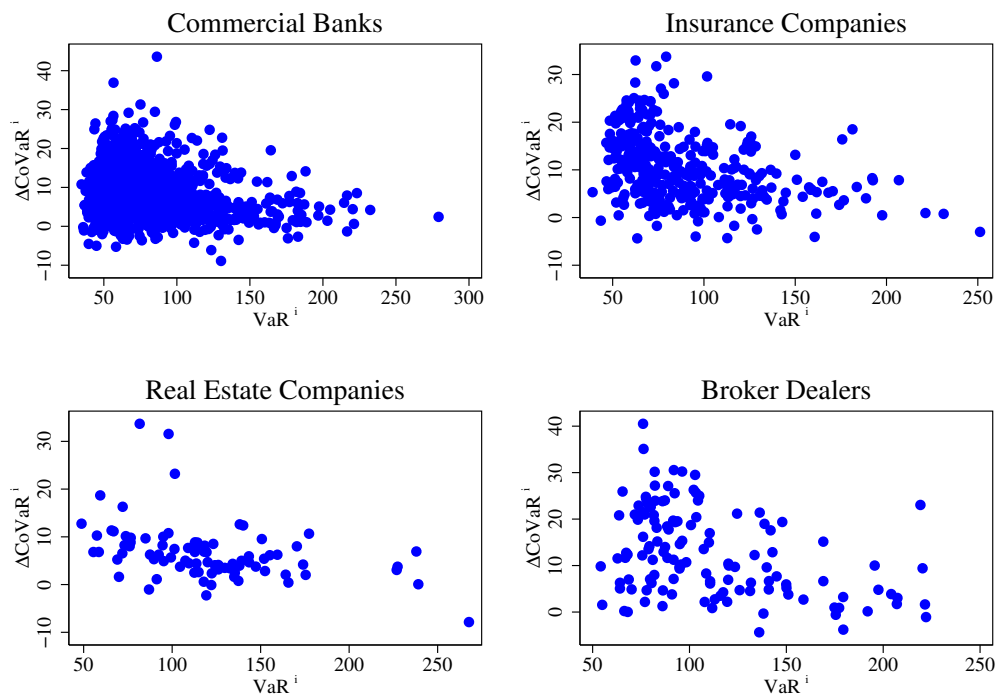 Commercial Banks
ΔCoVaR i
40
30
20
10
0
−10
50 100 150 200 250 300
VaR i
Insurance Companies
ΔCoVaR i
30
20
10
0
−10
50 100 150 200 250
VaR i
Real Estate Companies
ΔCoVaR i
30
20
10
0
−10
50 100 150 200 250
VaR i
Broker Dealers
ΔCoVaR i
40
30
20
10
0
50 100 150 200 250
VaR i